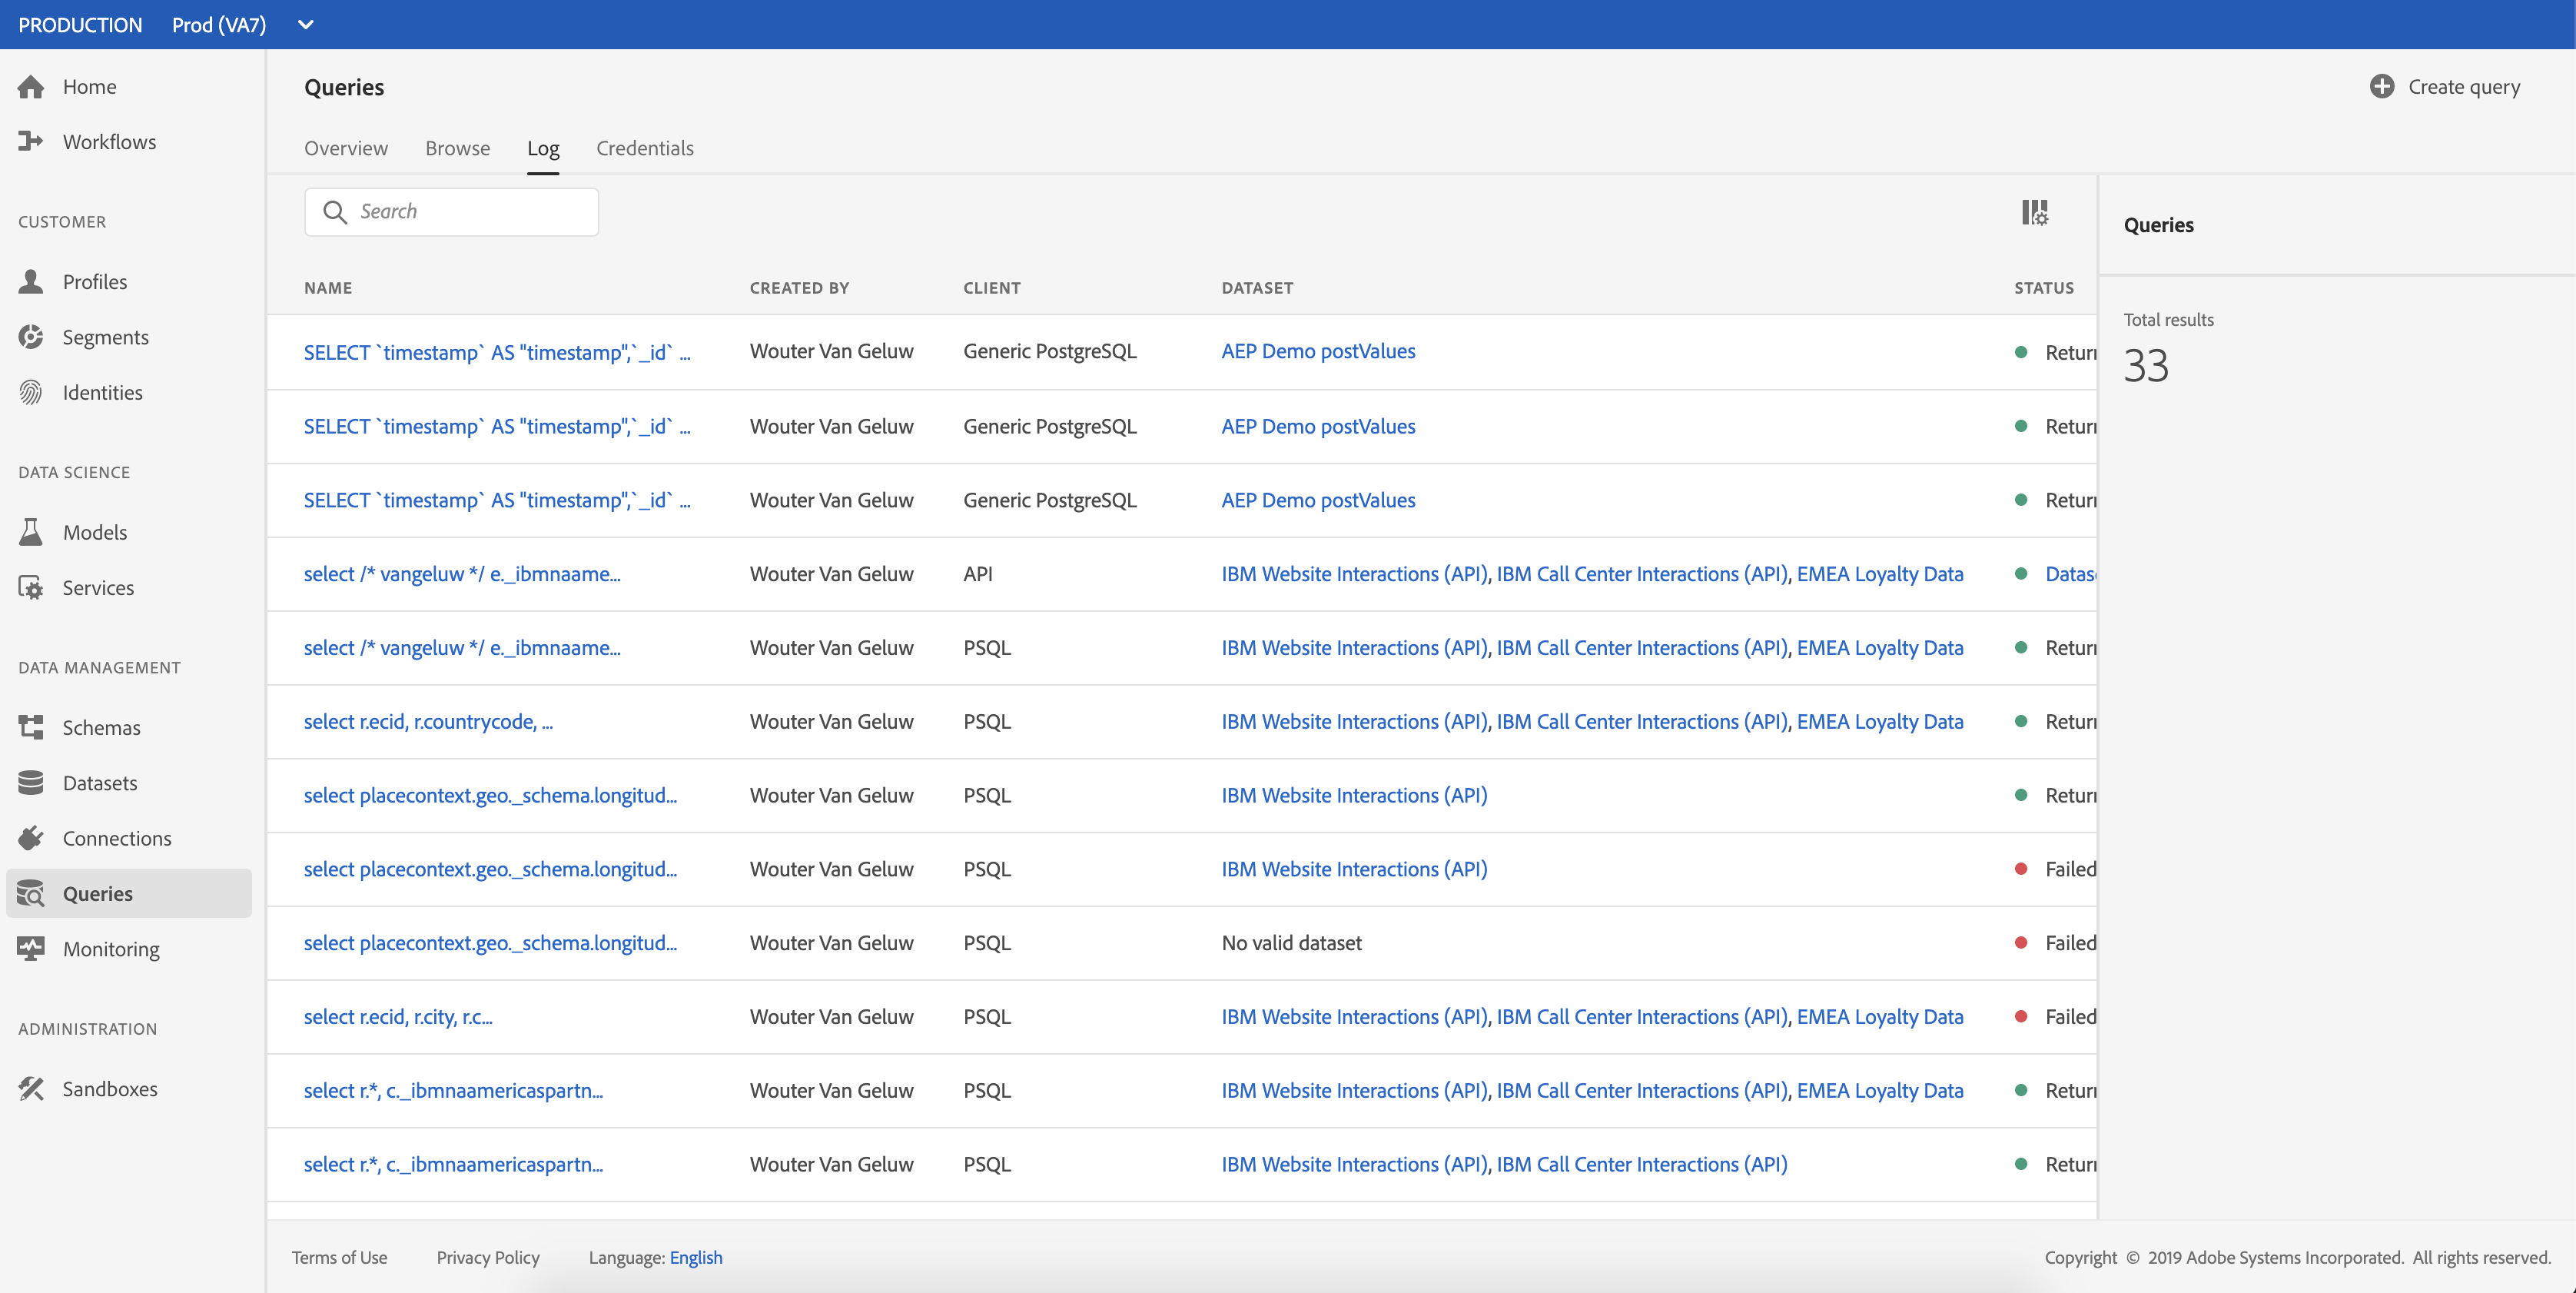 PRODUCTION Prod (VA7)
Home
Workflows
CUSTOMER
Profiles
Segments
Identities
DATA SCIENCE
Models
Services
DATA MANAGEMENT
Schemas
Datasets
Connections
Queries
Monitoring
ADMINISTRATION
Sandboxes
Queries
Create query
Overview Browse Log Credentials
Search
NAME CREATED BY CLIENT DATASET STATUS
SELECT `timestamp` AS "timestamp",`_id` ... Wouter Van Geluw Generic PostgreSQL AEP Demo postValues Return
SELECT `timestamp` AS "timestamp",`_id` ... Wouter Van Geluw Generic PostgreSQL AEP Demo postValues Return
SELECT `timestamp` AS "timestamp",`_id` ... Wouter Van Geluw Generic PostgreSQL AEP Demo postValues Return
select /* vangeluw */ e._ibmnaame... Wouter Van Geluw API IBM Website Interactions (API), IBM Call Center Interactions (API), EMEA Loyalty Data Datas
select /* vangeluw */ e._ibmnaame... Wouter Van Geluw PSQL IBM Website Interactions (API), IBM Call Center Interactions (API), EMEA Loyalty Data Return
select r.ecid, r.countrycode, ... Wouter Van Geluw PSQL IBM Website Interactions (API), IBM Call Center Interactions (API), EMEA Loyalty Data Return
select placecontext.geo._schema.longitud... Wouter Van Geluw PSQL IBM Website Interactions (API) Return
select placecontext.geo._schema.longitud... Wouter Van Geluw PSQL IBM Website Interactions (API) Failed
select placecontext.geo._schema.longitud... Wouter Van Geluw PSQL No valid dataset Failed
select r.ecid, r.city, r.c... Wouter Van Geluw PSQL IBM Website Interactions (API), IBM Call Center Interactions (API), EMEA Loyalty Data Failed
select r.*, c._ibmnaamericaspartn... Wouter Van Geluw PSQL IBM Website Interactions (API), IBM Call Center Interactions (API), EMEA Loyalty Data Return
select r.*, c._ibmnaamericaspartn... Wouter Van Geluw PSQL IBM Website Interactions (API), IBM Call Center Interactions (API) Return
Queries
Total results
33
Terms of Use Privacy Policy Language: English
Copyright © 2019 Adobe Systems Incorporated. All rights reserved.